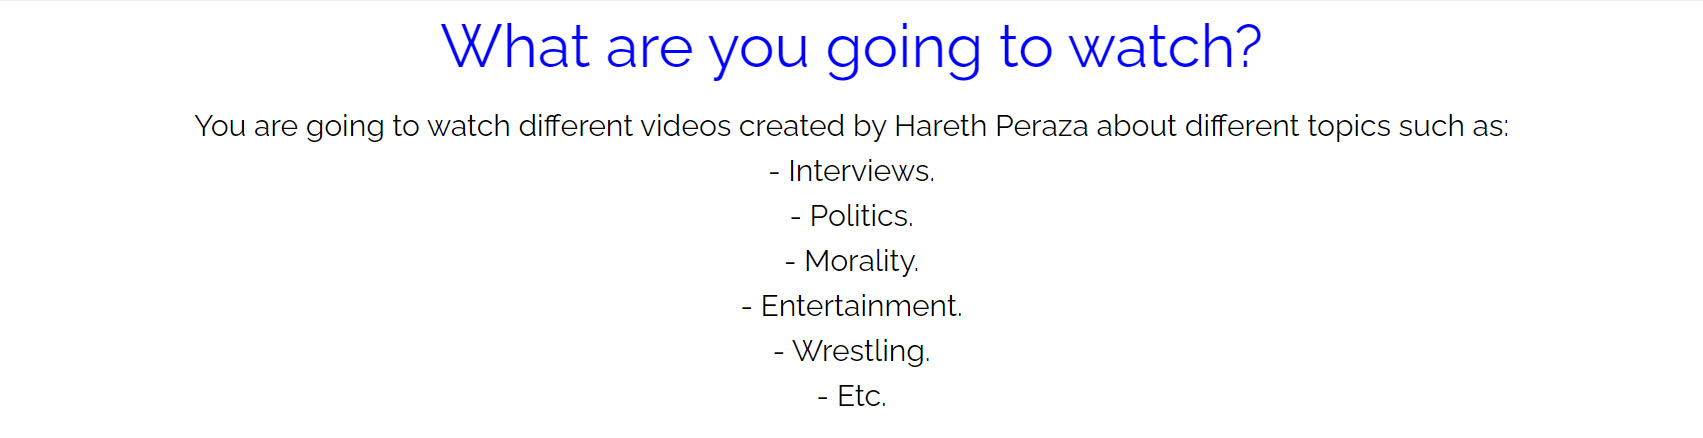 What are you going to watch?
You are going to watch different videos created by Hareth Peraza about different topics such as:
- Interviews.
- Politics.
- Morality.
- Entertainment.
- Wrestling.
- Etc.